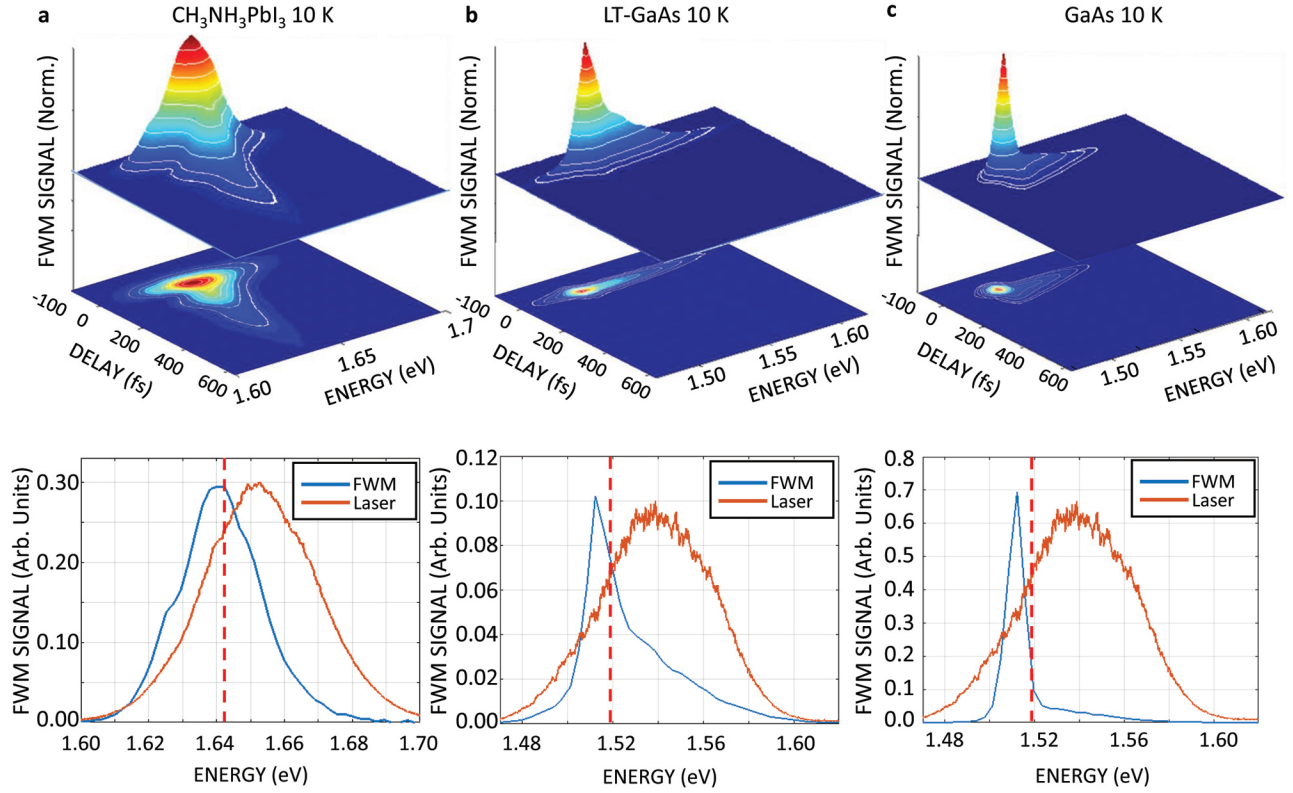 a CH₃NH₃PbI₃ 10 K
b LT-GaAs 10 K
c GaAs 10 K
FWM SIGNAL (Norm.)
-100
0
200
400
600
DELAY (fs)
1.60
1.65
1.7
ENERGY (eV)
FWM SIGNAL (Norm.)
-100
0
200
400
600
DELAY (fs)
1.50
1.55
1.60
ENERGY (eV)
FWM SIGNAL (Norm.)
-100
0
200
400
600
DELAY (fs)
1.50
1.55
1.60
ENERGY (eV)
FWM SIGNAL (Arb. Units)
0.30
0.20
0.10
0.00
FWM
Laser
1.60 1.62 1.64 1.66 1.68 1.70
ENERGY (eV)
FWM SIGNAL (Arb. Units)
0.12
0.10
0.08
0.06
0.04
0.02
0.00
FWM
Laser
1.48 1.52 1.56 1.60
ENERGY (eV)
FWM SIGNAL (Arb. Units)
0.8
0.7
0.6
0.5
0.4
0.3
0.2
0.1
0.0
FWM
Laser
1.48 1.52 1.56 1.60
ENERGY (eV)